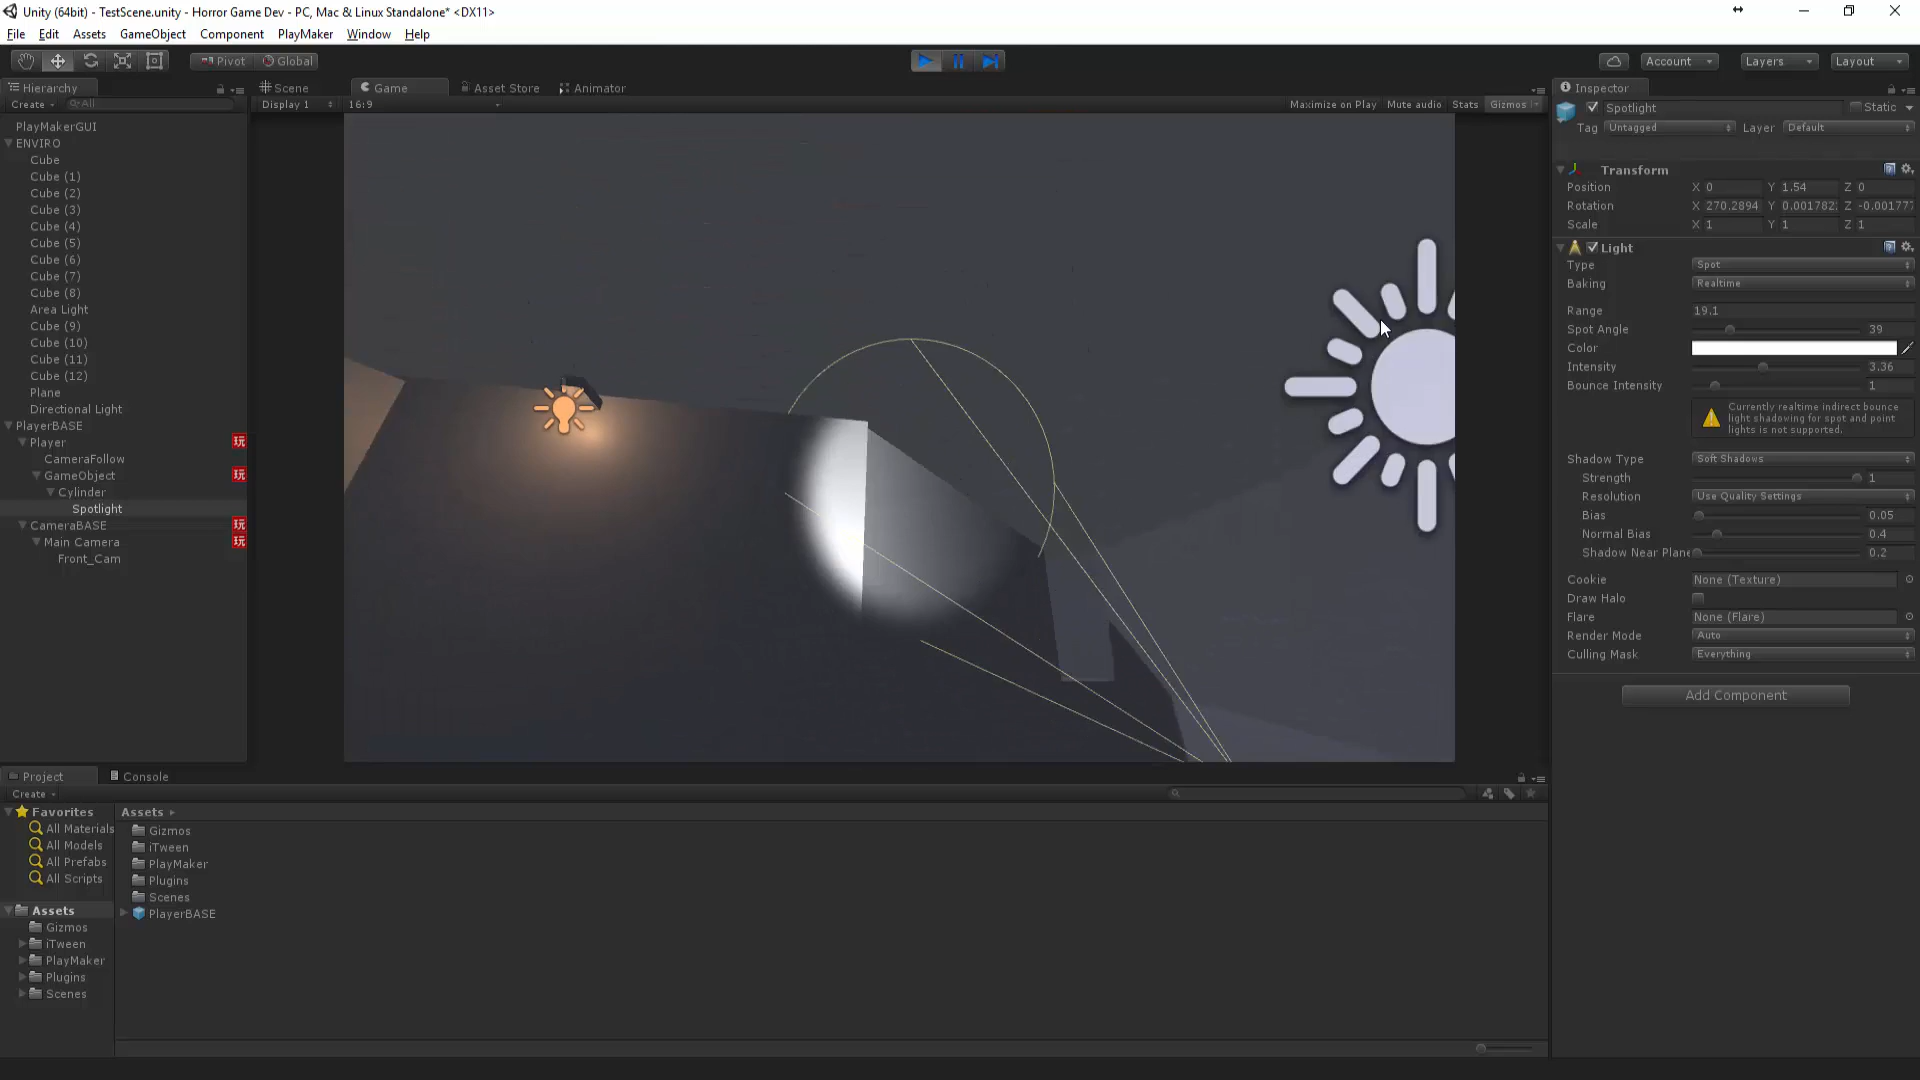 Unity (64bit) - TestScene.unity - Horror Game Dev - PC, Mac & Linux Standalone* <DX11>
File Edit Assets GameObject Component PlayMaker Window Help
Pivot Global Account Layers Layout
Hierarchy
Create All
PlayMakerGUI
ENVIRO
Cube
Cube (1)
Cube (2)
Cube (3)
Cube (4)
Cube (5)
Cube (6)
Cube (7)
Cube (8)
Area Light
Cube (9)
Cube (10)
Cube (11)
Cube (12)
Plane
Directional Light
PlayerBASE
Player 玩
CameraFollow
GameObject 玩
Cylinder
Spotlight
CameraBASE 玩
Main Camera 玩
Front_Cam
Scene Game Asset Store Animator
Display 1 16:9 Maximize on Play Mute audio Stats Gizmos
Inspector
Spotlight Static
Tag Untagged Layer Default
Transform
Position X 0 Y 1.54 Z 0
Rotation X 270.2894 Y 0.001782 Z -0.001777
Scale X 1 Y 1 Z 1
Light
Type Spot
Baking Realtime
Range 19.1
Spot Angle 39
Color
Intensity 3.36
Bounce Intensity 1
Currently realtime indirect bounce
light shadowing for spot and point
lights is not supported.
Shadow Type Soft Shadows
Strength 1
Resolution Use Quality Settings
Bias 0.05
Normal Bias 0.4
Shadow Near Plane 0.2
Cookie None (Texture)
Draw Halo
Flare None (Flare)
Render Mode Auto
Culling Mask Everything
Add Component
Project Console
Create
Favorites
All Materials
All Models
All Prefabs
All Scripts
Assets
Gizmos
iTween
PlayMaker
Plugins
Scenes
Assets
Gizmos
iTween
PlayMaker
Plugins
Scenes
PlayerBASE